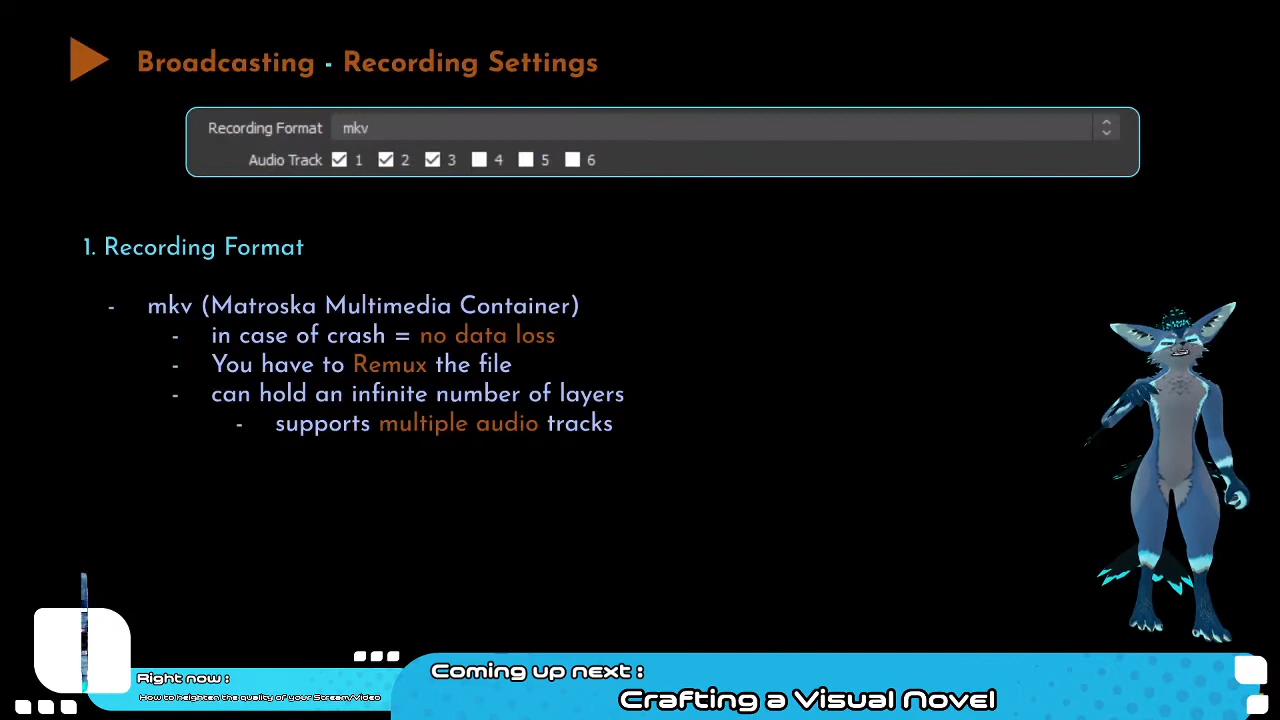 Broadcasting - Recording Settings
Recording Format mkv
Audio Track 1 2 3 4 5 6
1. Recording Format
- mkv (Matroska Multimedia Container)
- in case of crash = no data loss
- You have to Remux the file
- can hold an infinite number of layers
- supports multiple audio tracks
Right now :
How to heighten the quality of your Stream/Video
Coming up next :
Crafting a Visual Novel